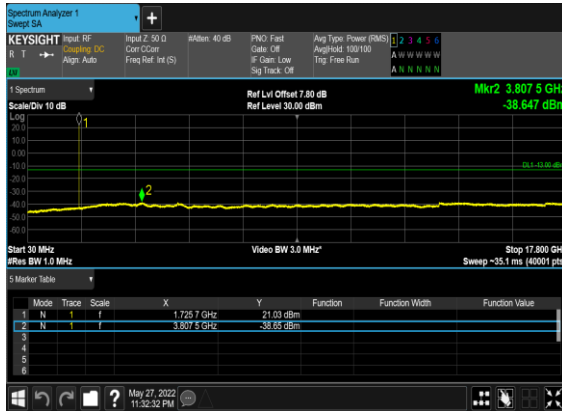 Spectrum Analyzer 1
Swept SA
+
KEYSIGHT Input: RF Input Z: 50 Ω #Atten: 40 dB PNO: Fast Avg Type: Power (RMS) 1 2 3 4 5 6
R T Coupling: DC Corr CCorr Gate: Off Avg|Hold: 100/100 A W W W W W
Align: Auto Freq Ref: Int (S) IF Gain: Low Trig: Free Run
LXI Sig Track: Off A N N N N N
1 Spectrum Ref Lvl Offset 7.80 dB Mkr2 3.807 5 GHz
Scale/Div 10 dB Ref Level 30.00 dBm -38.647 dBm
Log
1
20.0
10.0
0.00
-10.0
DL1 -13.00 dBm
-20.0
-30.0
2
-40.0
-50.0
-60.0
Start 30 MHz Video BW 3.0 MHz* Stop 17.800 GHz
#Res BW 1.0 MHz Sweep ~35.1 ms (40001 pts)
5 Marker Table
Mode Trace Scale X Y Function Function Width Function Value
1 N 1 f 1.725 7 GHz 21.03 dBm
2 N 1 f 3.807 5 GHz -38.65 dBm
3
4
5
6
? May 27, 2022
11:32:32 PM